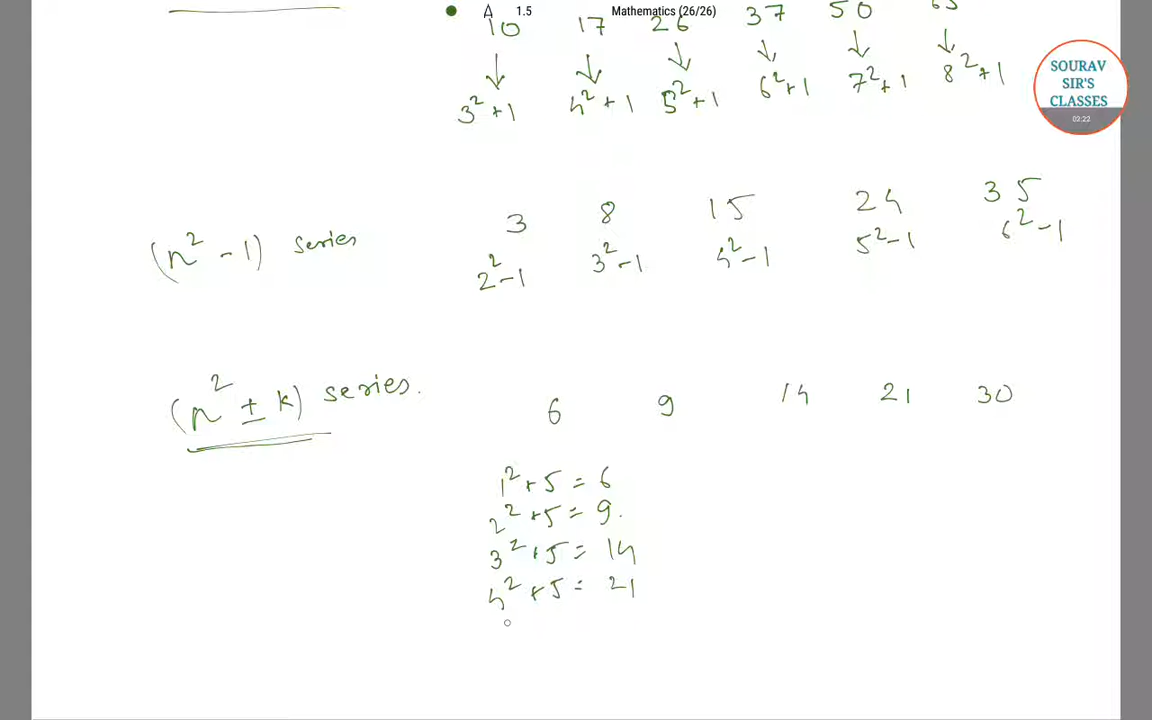 A 1.5 Mathematics (26/26)
10 17 26 37 50
3²+1 4²+1 5²+1 6²+1 7²+1 8²+1
SOURAV
SIR'S
CLASSES
02:22
(n²-1) series 3 8 15 24 35
2²-1 3²-1 4²-1 5²-1 6²-1
(n² ± k) series. 6 9 14 21 30
1²+5=6
2²+5=9.
3²+5=14
4²+5=21